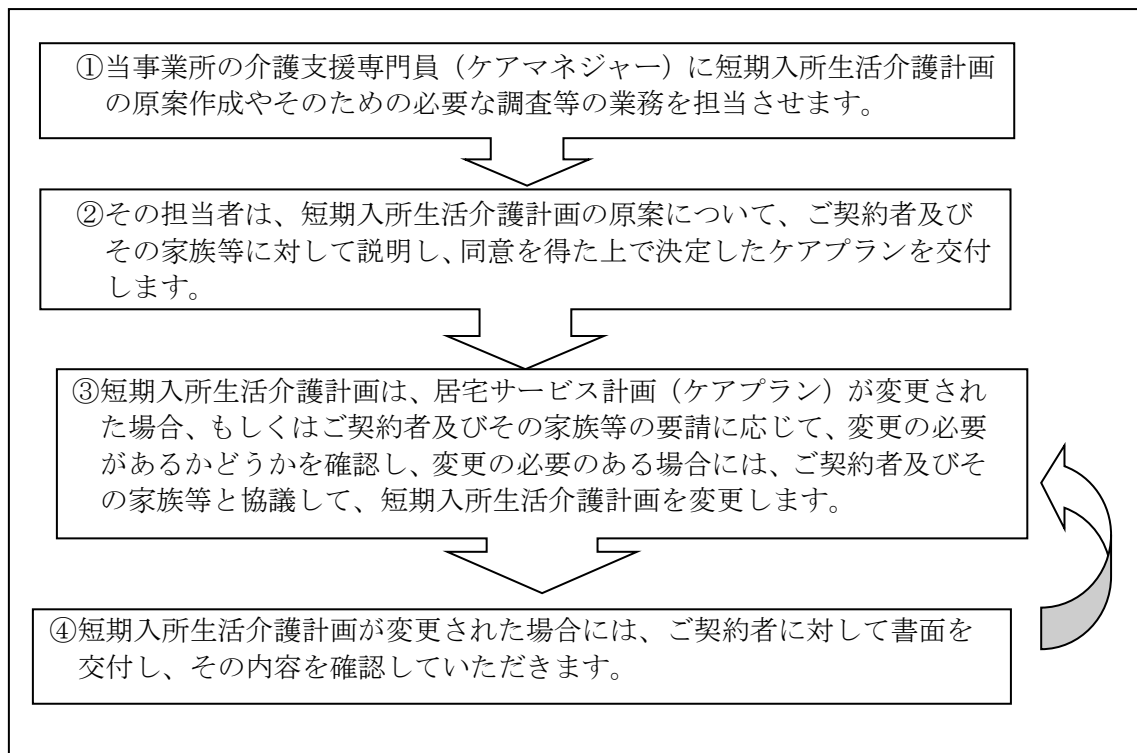 ①当事業所の介護支援専門員（ケアマネジャー）に短期入所生活介護計画
の原案作成やそのための必要な調査等の業務を担当させます。
②その担当者は、短期入所生活介護計画の原案について、ご契約者及び
その家族等に対して説明し、同意を得た上で決定したケアプランを交付
します。
③短期入所生活介護計画は、居宅サービス計画（ケアプラン）が変更され
た場合、もしくはご契約者及びその家族等の要請に応じて、変更の必要
があるかどうかを確認し、変更の必要のある場合には、ご契約者及びそ
の家族等と協議して、短期入所生活介護計画を変更します。
④短期入所生活介護計画が変更された場合には、ご契約者に対して書面を
交付し、その内容を確認していただきます。